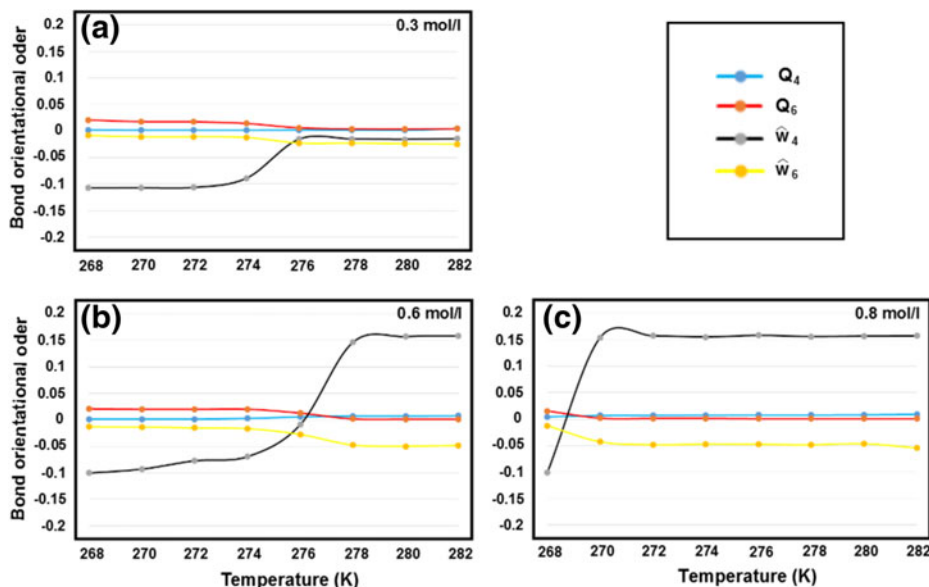 (a)
0.3 mol/l
Bond orientational oder
0.2
0.15
0.1
0.05
0
-0.05
-0.1
-0.15
-0.2
268 270 272 274 276 278 280 282
Q4
Q6
ŵ4
ŵ6
(b)
0.6 mol/l
Bond orientational oder
0.2
0.15
0.1
0.05
0
-0.05
-0.1
-0.15
-0.2
268 270 272 274 276 278 280 282
Temperature (K)
(c)
0.8 mol/l
0.2
0.15
0.1
0.05
0
-0.05
-0.1
-0.15
-0.2
268 270 272 274 276 278 280 282
Temperature (K)